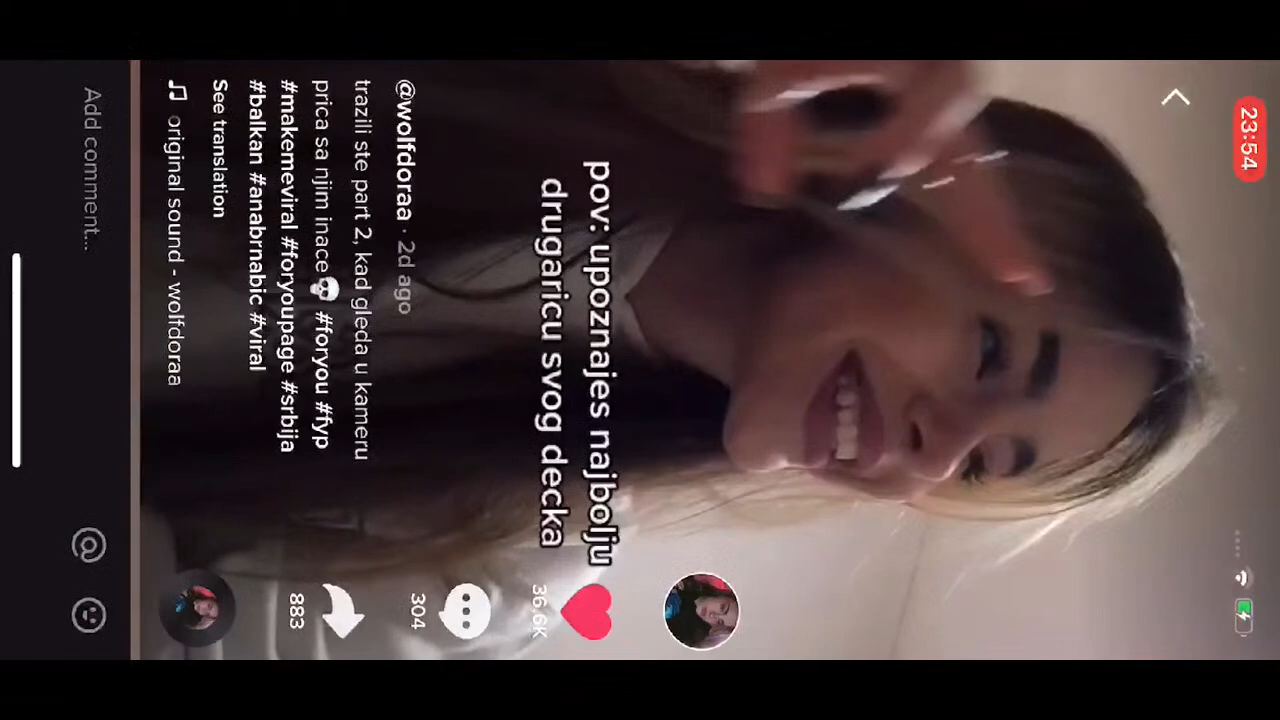 23:54
pov: upoznajes najbolju
drugaricu svog decka
36.6K
304
883
@wolfdoraa · 2d ago
trazili ste part 2, kad gleda u kameru
prica sa njim inace💀 #foryou #fyp
#makemeviral #foryoupage #srbija
#balkan #anabrnabic #viral
See translation
original sound - wolfdoraa
Add comment...